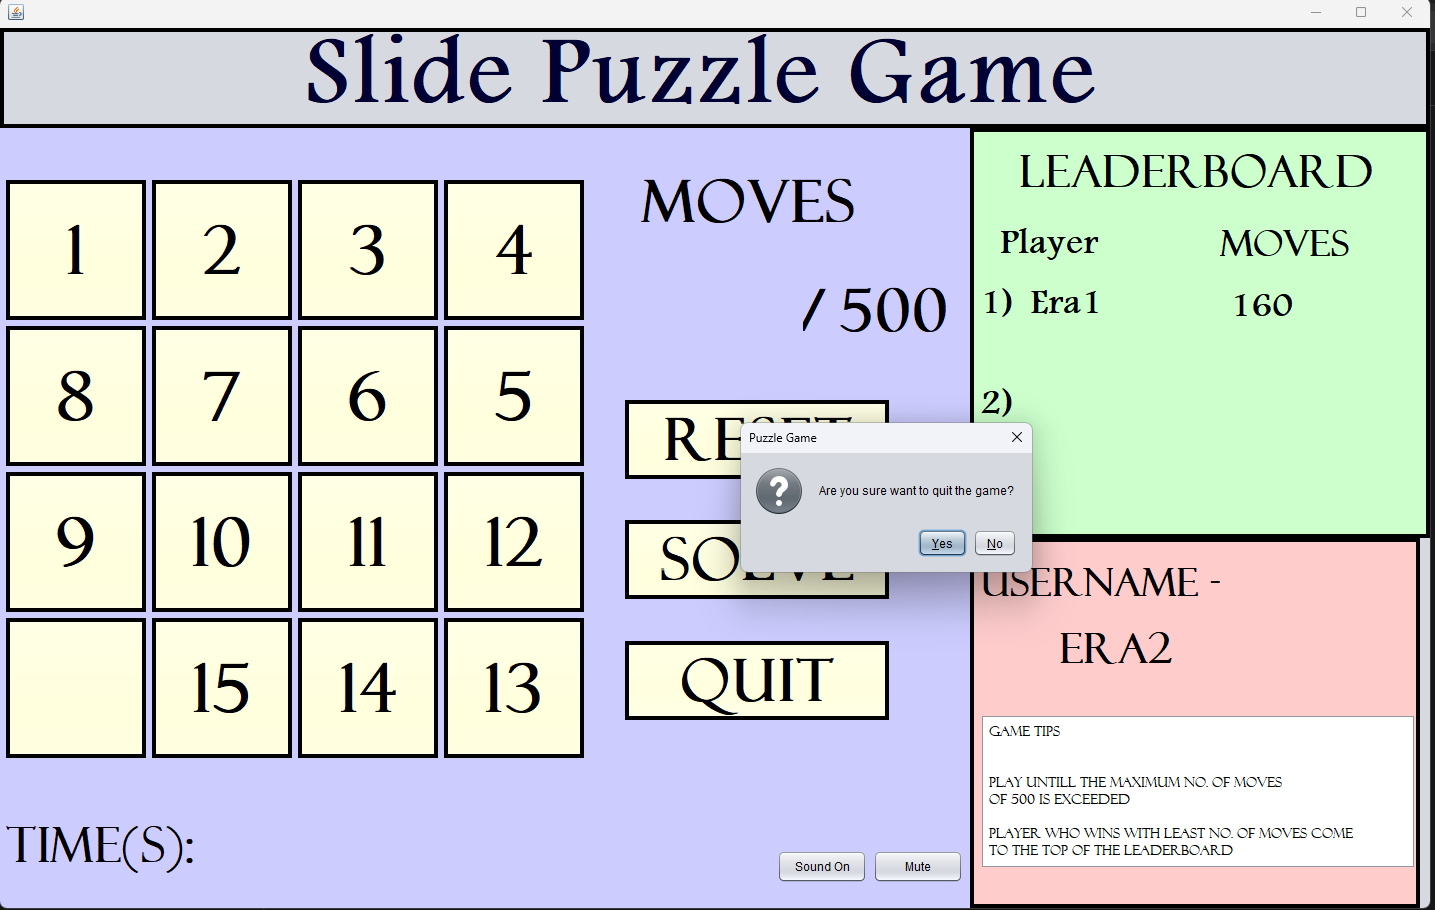 Slide Puzzle Game
1 2 3 4
8 7 6 5
9 10 11 12
15 14 13
TIME(S):
MOVES
/ 500
RESET
SOLVE
QUIT
Sound On
Mute
Puzzle Game
Are you sure want to quit the game?
Yes No
LEADERBOARD
Player MOVES
1) Era1 160
2)
USERNAME -
ERA2
GAME TIPS
PLAY UNTILL THE MAXIMUM NO. OF MOVES
OF 500 IS EXCEEDED
PLAYER WHO WINS WITH LEAST NO. OF MOVES COME
TO THE TOP OF THE LEADERBOARD